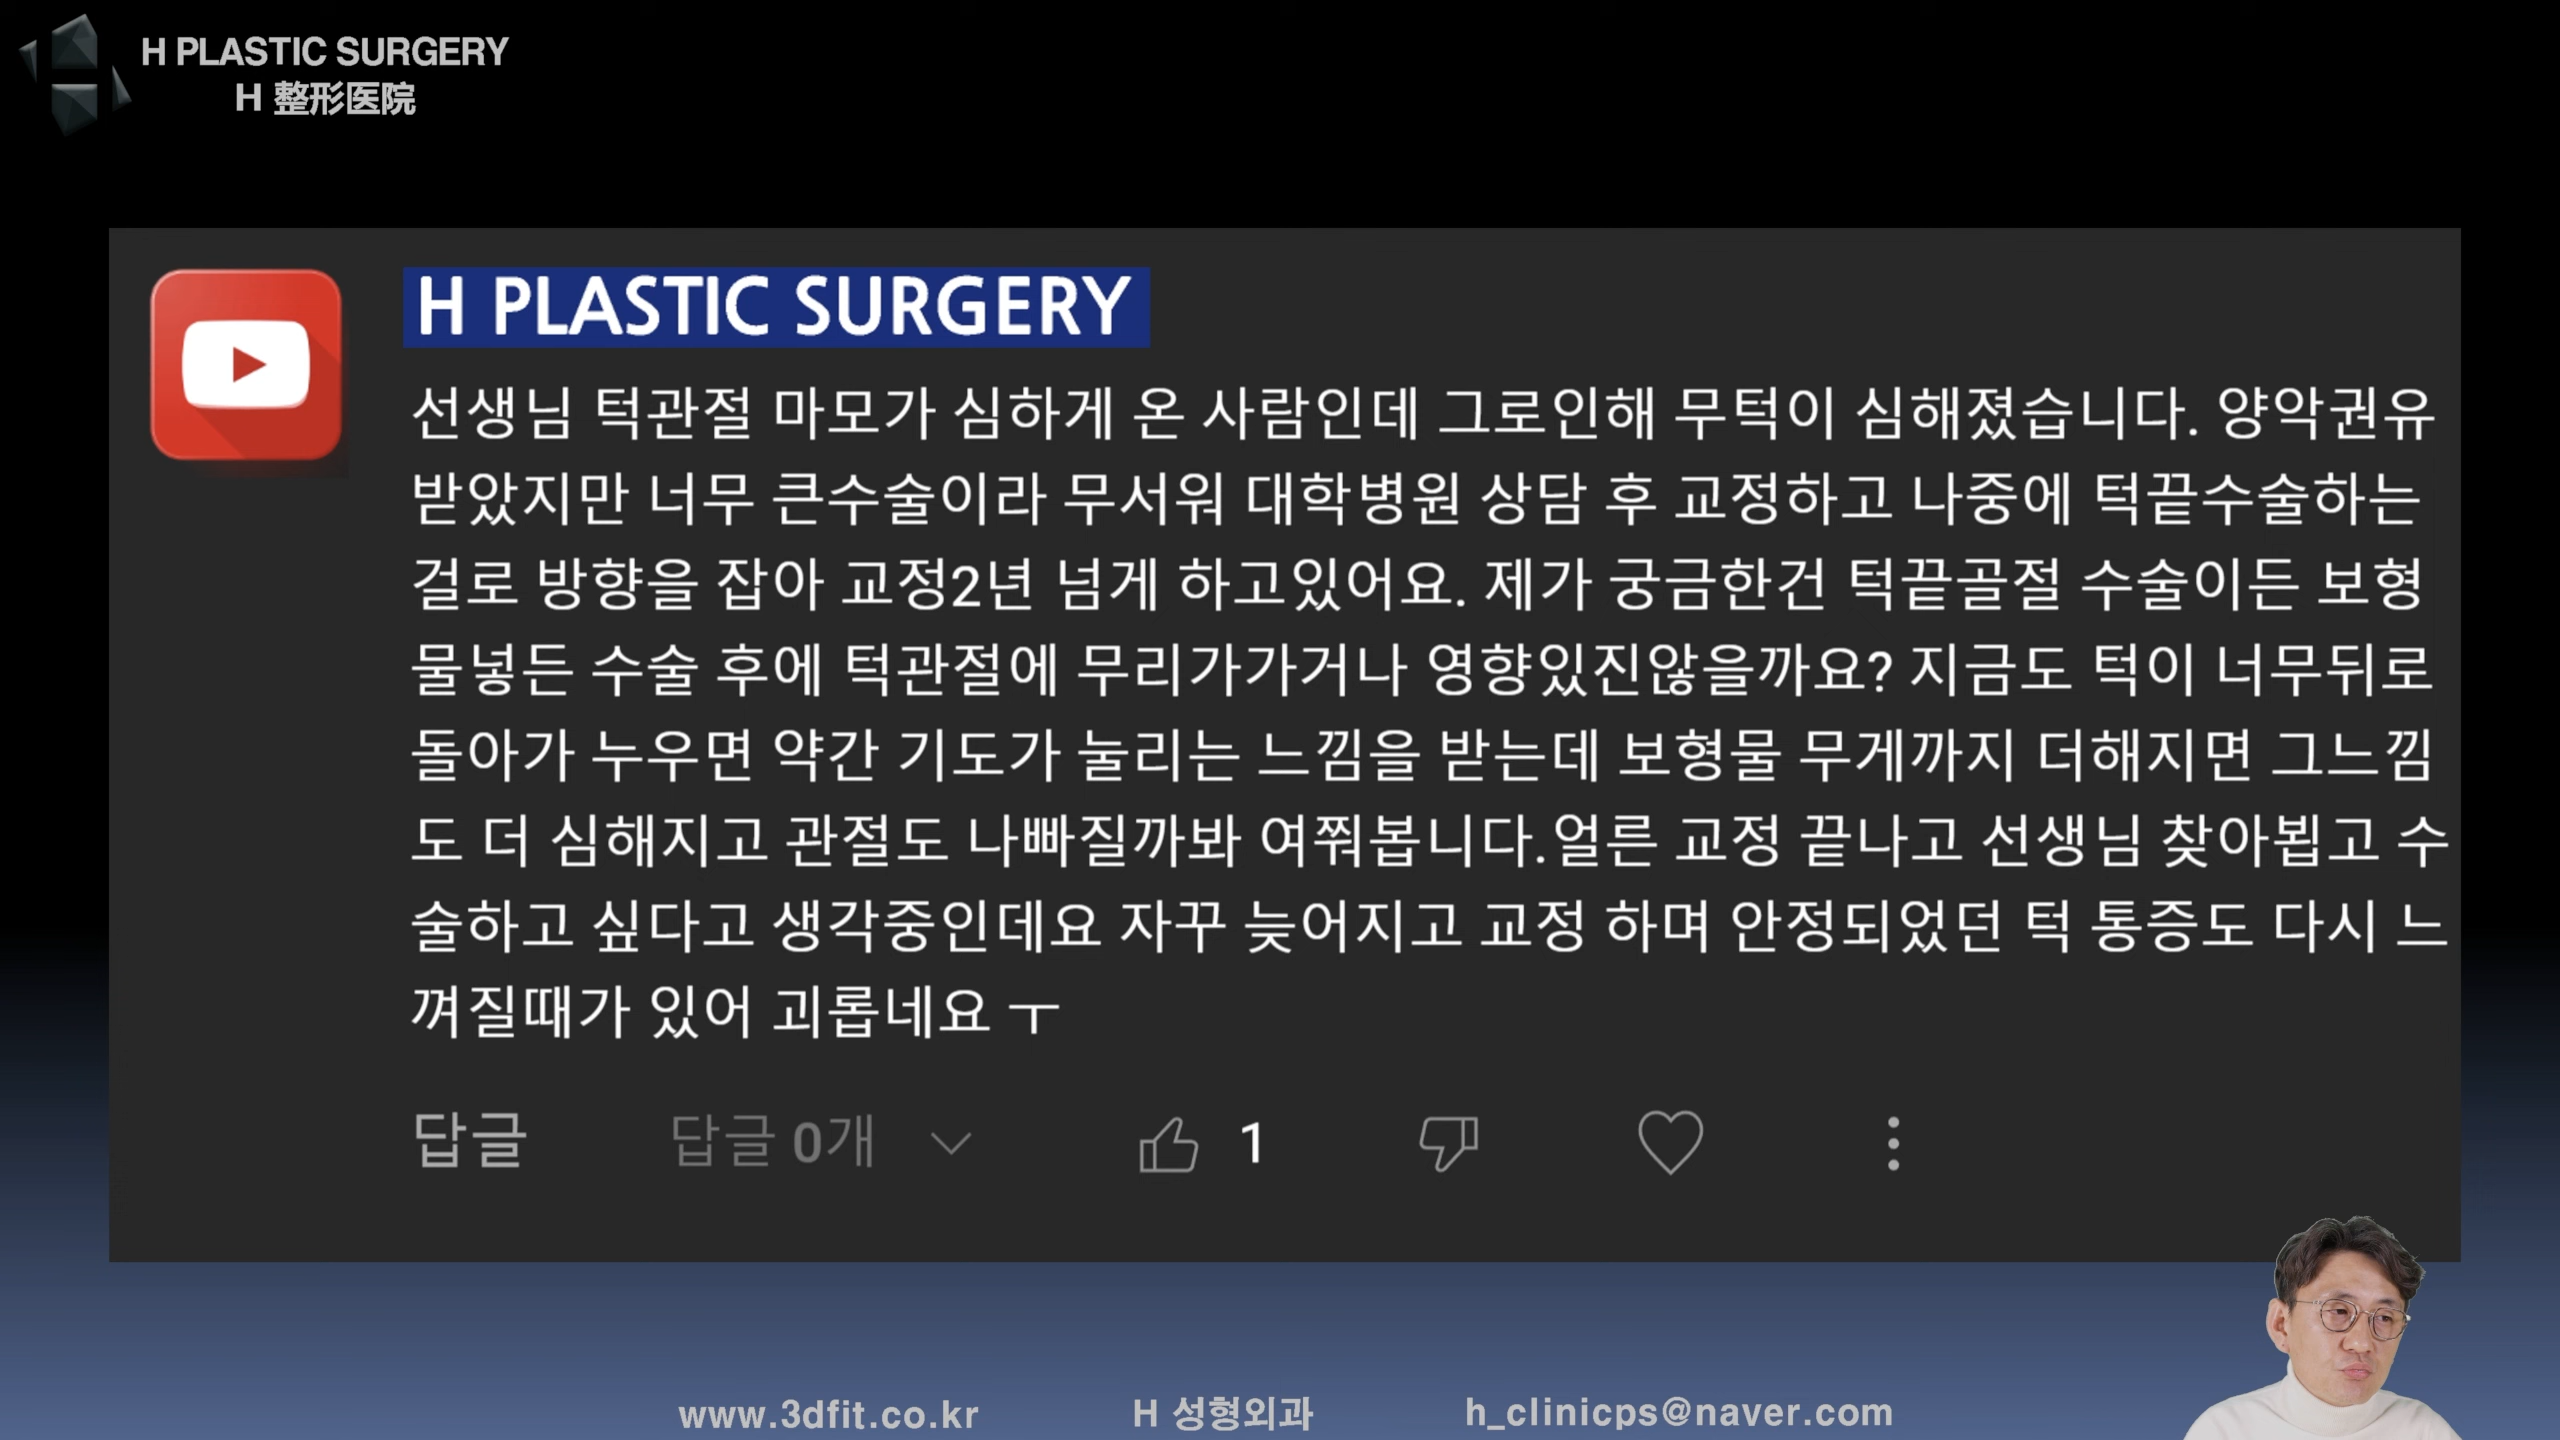 H PLASTIC SURGERY
H 整形医院
H PLASTIC SURGERY
선생님 턱관절 마모가 심하게 온 사람인데 그로인해 무턱이 심해졌습니다. 양악권유
받았지만 너무 큰수술이라 무서워 대학병원 상담 후 교정하고 나중에 턱끝수술하는
걸로 방향을 잡아 교정2년 넘게 하고있어요. 제가 궁금한건 턱끝골절 수술이든 보형
물넣든 수술 후에 턱관절에 무리가가거나 영향있진않을까요? 지금도 턱이 너무뒤로
돌아가 누우면 약간 기도가 눌리는 느낌을 받는데 보형물 무게까지 더해지면 그느낌
도 더 심해지고 관절도 나빠질까봐 여쭤봅니다.얼른 교정 끝나고 선생님 찾아뵙고 수
술하고 싶다고 생각중인데요 자꾸 늦어지고 교정 하며 안정되었던 턱 통증도 다시 느
껴질때가 있어 괴롭네요 ㅜ
답글 답글 0개 1
www.3dfit.co.kr H 성형외과 h_clinicps@naver.com